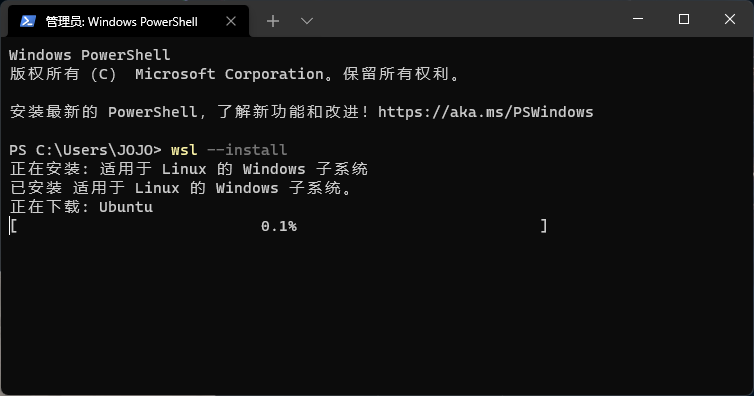 管理员: Windows PowerShell
Windows PowerShell
版权所有 (C) Microsoft Corporation。保留所有权利。
安装最新的 PowerShell，了解新功能和改进！https://aka.ms/PSWindows
PS C:\Users\JOJO> wsl --install
正在安装: 适用于 Linux 的 Windows 子系统
已安装 适用于 Linux 的 Windows 子系统。
正在下载: Ubuntu
[ 0.1% ]